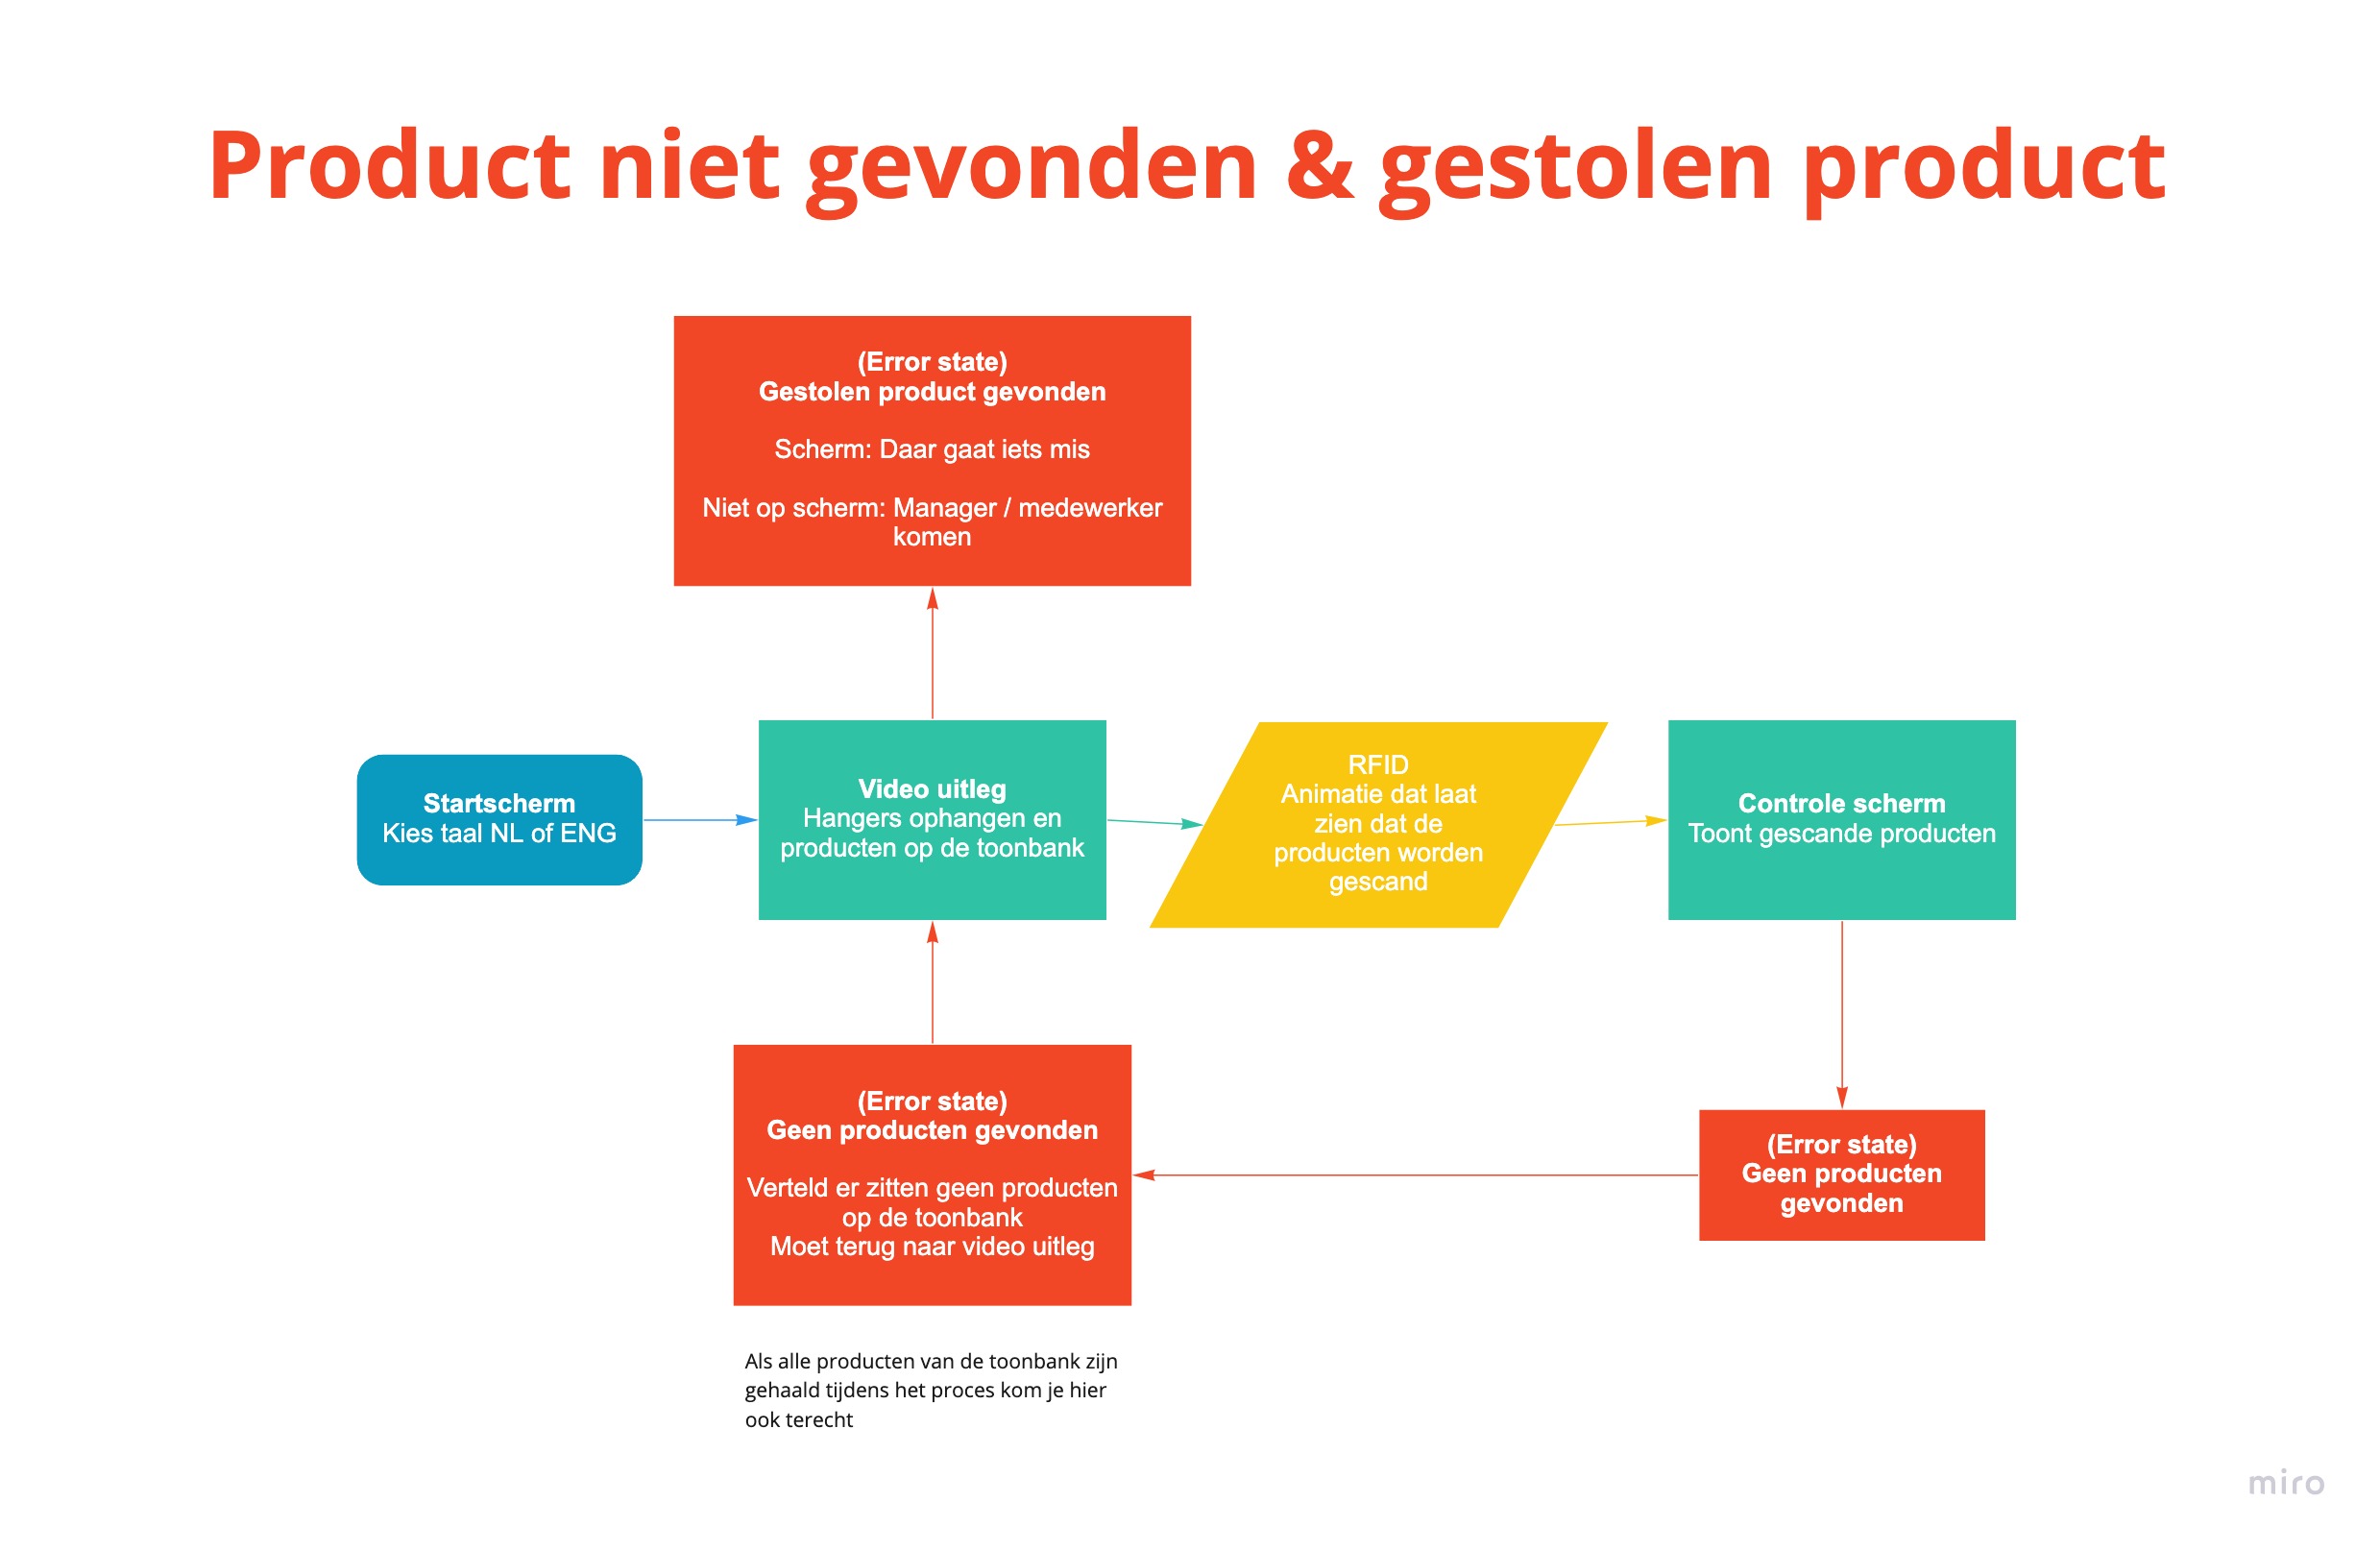 Product niet gevonden & gestolen product
(Error state)
Gestolen product gevonden
Scherm: Daar gaat iets mis
Niet op scherm: Manager / medewerker
komen
Startscherm
Kies taal NL of ENG
Video uitleg
Hangers ophangen en
producten op de toonbank
RFID
Animatie dat laat
zien dat de
producten worden
gescand
Controle scherm
Toont gescande producten
(Error state)
Geen producten gevonden
Verteld er zitten geen producten
op de toonbank
Moet terug naar video uitleg
(Error state)
Geen producten
gevonden
Als alle producten van de toonbank zijn
gehaald tijdens het proces kom je hier
ook terecht
miro